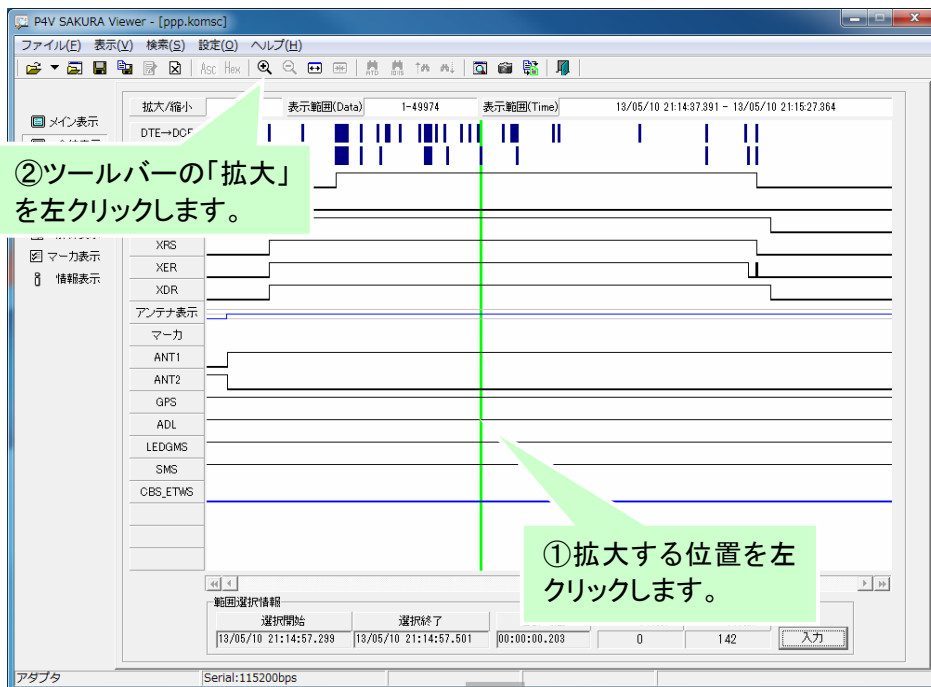 P4V SAKURA Viewer - [ppp.komsc]
ファイル(F) 表示(V) 検索(S) 設定(O) ヘルプ(H)
Asc Hex
拡大/縮小 表示範囲(Data) 1-49974 表示範囲(Time) 13/05/10 21:14:37.391 - 13/05/10 21:15:27.364
メイン表示
DTE→DCE
②ツールバーの「拡大」
を左クリックします。
XRS
マーカ表示
XER
情報表示
XDR
アンテナ表示
マーカ
ANT1
ANT2
GPS
ADL
LEDGMS
SMS
CBS_ETWS
①拡大する位置を左
クリックします。
範囲選択情報
選択開始 選択終了
13/05/10 21:14:57.299 13/05/10 21:14:57.501 00:00:00.203 0 142 入力
アダプタ Serial:115200bps